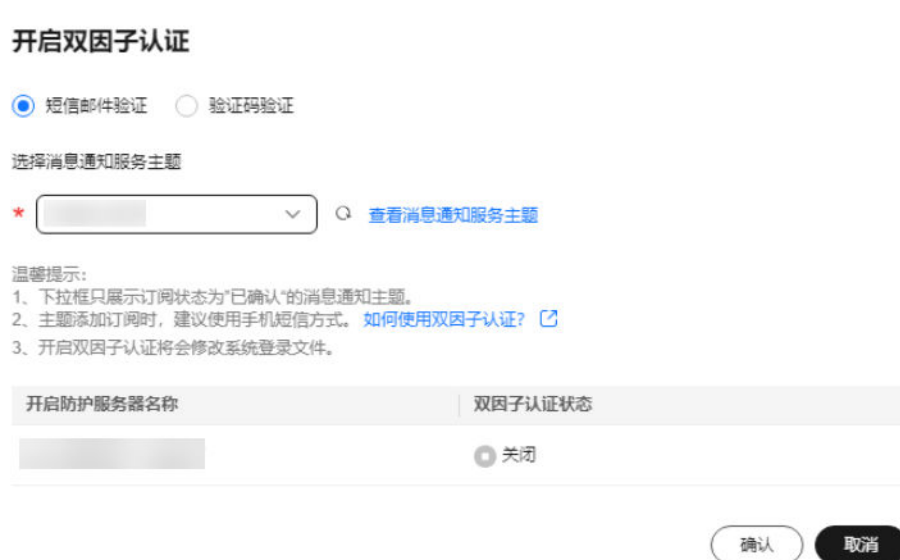 开启双因子认证
短信邮件验证 验证码验证
选择消息通知服务主题
* 查看消息通知服务主题
温馨提示:
1、下拉框只展示订阅状态为"已确认"的消息通知主题。
2、主题添加订阅时，建议使用手机短信方式。如何使用双因子认证?
3、开启双因子认证将会修改系统登录文件。
开启防护服务器名称 双因子认证状态
关闭
确认 取消